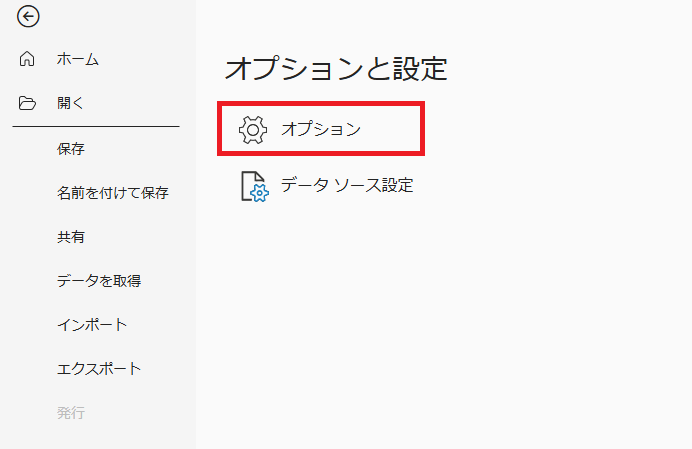 ホーム
開く
保存
名前を付けて保存
共有
データを取得
インポート
エクスポート
発行
オプションと設定
オプション
データ ソース設定